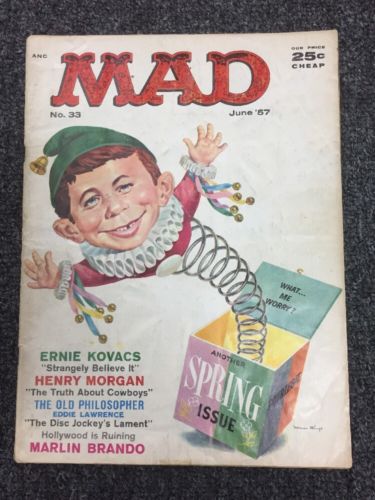 ANC
MAD
OUR PRICE
25c
CHEAP
No. 33
June '57
WHAT...
ME
WORRY?
ANOTHER
SPRING
ISSUE
ERNIE KOVACS
"Strangely Believe It"
HENRY MORGAN
"The Truth About Cowboys"
THE OLD PHILOSOPHER
EDDIE LAWRENCE
"The Disc Jockey's Lament"
Hollywood is Ruining
MARLIN BRANDO